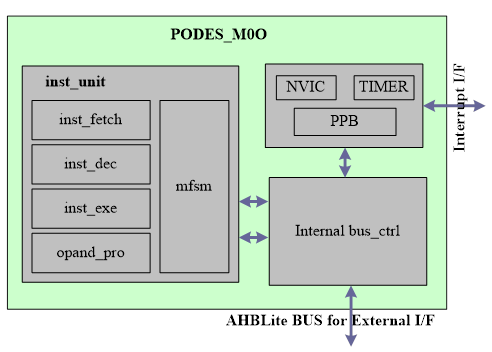 PODES_M0O
inst_unit
inst_fetch
inst_dec
inst_exe
opand_pro
mfsm
NVIC
TIMER
PPB
Interrupt I/F
Internal bus_ctrl
AHBLite BUS for External I/F